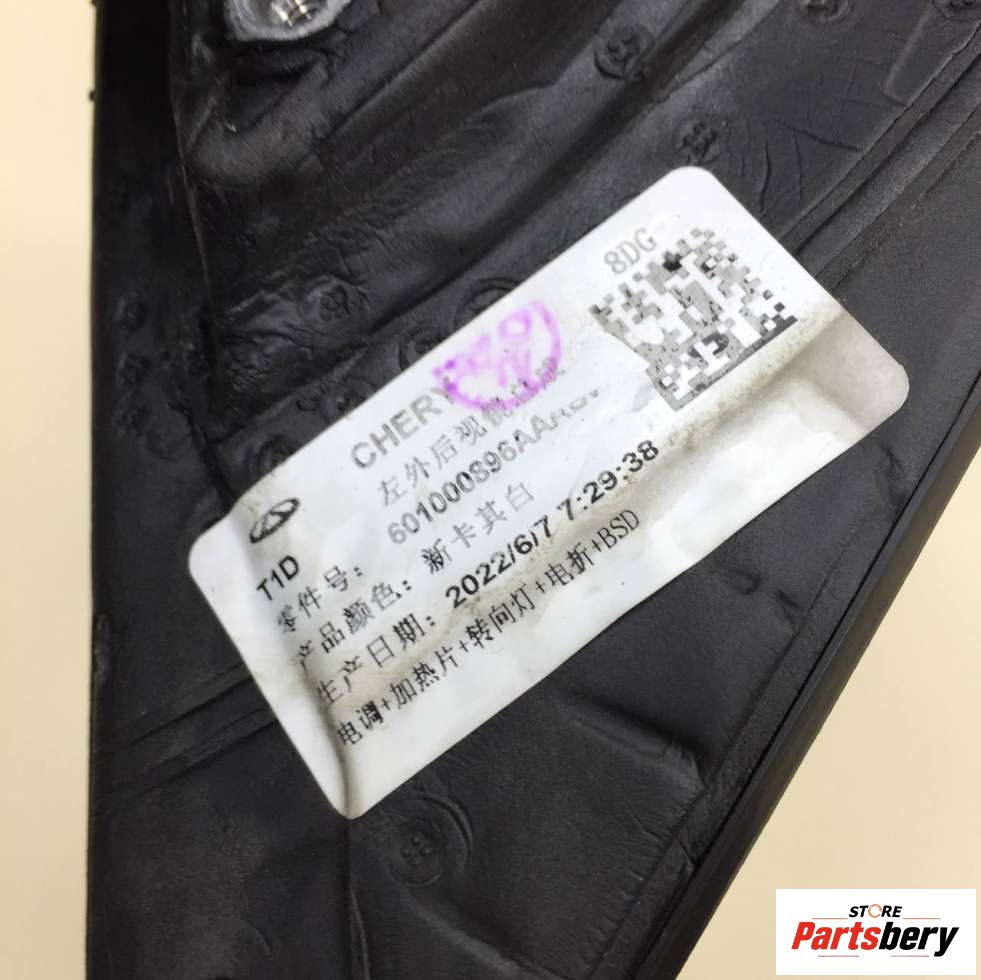 CHERY
8DG
T1D
左外后观镜总成
零件号: 601000896AA
产品颜色: 新卡其白
生产日期: 2022/6/7 7:29:38
电调+加热片+转向灯+电折+BSD
STORE
Partsbery